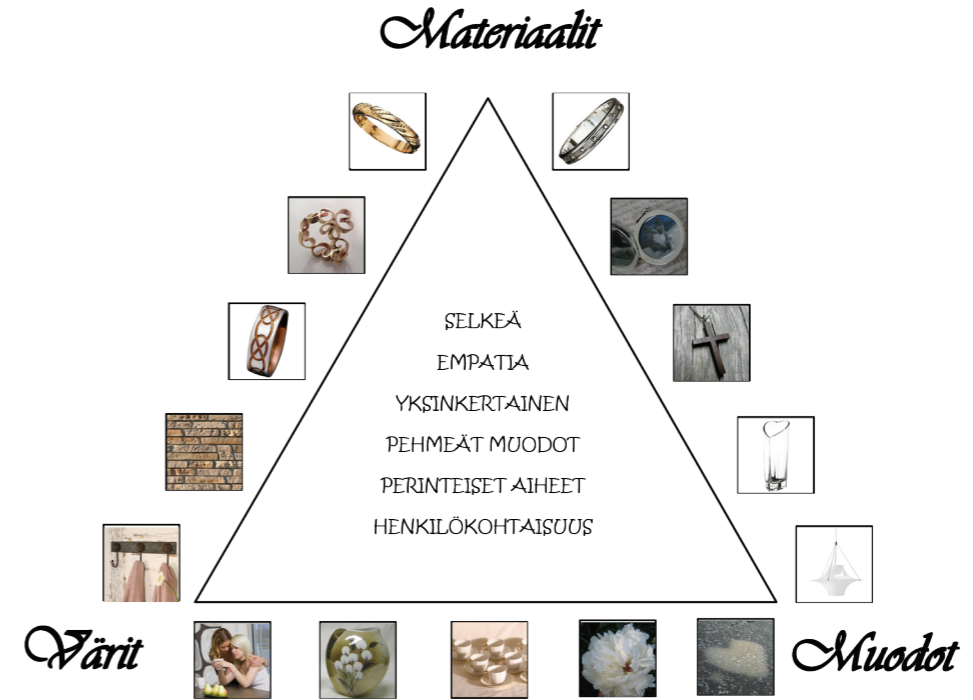 Materiaalit
SELKEÄ
EMPATIA
YKSINKERTAINEN
PEHMEÄT MUODOT
PERINTEISET AIHEET
HENKILÖKOHTAISUUS
Värit
Muodot